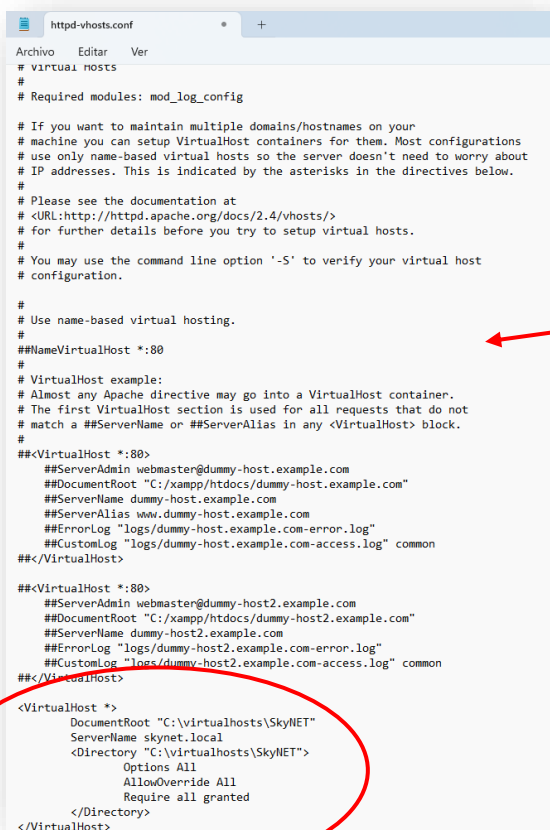 httpd-vhosts.conf
Archivo Editar Ver
# Virtual Hosts
#
# Required modules: mod_log_config
# If you want to maintain multiple domains/hostnames on your
# machine you can setup VirtualHost containers for them. Most configurations
# use only name-based virtual hosts so the server doesn't need to worry about
# IP addresses. This is indicated by the asterisks in the directives below.
#
# Please see the documentation at
# <URL:http://httpd.apache.org/docs/2.4/vhosts/>
# for further details before you try to setup virtual hosts.
#
# You may use the command line option '-S' to verify your virtual host
# configuration.
#
# Use name-based virtual hosting.
#
##NameVirtualHost *:80
#
# VirtualHost example:
# Almost any Apache directive may go into a VirtualHost container.
# The first VirtualHost section is used for all requests that do not
# match a ##ServerName or ##ServerAlias in any <VirtualHost> block.
#
##<VirtualHost *:80>
##ServerAdmin webmaster@dummy-host.example.com
##DocumentRoot "C:/xampp/htdocs/dummy-host.example.com"
##ServerName dummy-host.example.com
##ServerAlias www.dummy-host.example.com
##ErrorLog "logs/dummy-host.example.com-error.log"
##CustomLog "logs/dummy-host.example.com-access.log" common
##</VirtualHost>
##<VirtualHost *:80>
##ServerAdmin webmaster@dummy-host2.example.com
##DocumentRoot "C:/xampp/htdocs/dummy-host2.example.com"
##ServerName dummy-host2.example.com
##ErrorLog "logs/dummy-host2.example.com-error.log"
##CustomLog "logs/dummy-host2.example.com-access.log" common
##</VirtualHost>
<VirtualHost *>
DocumentRoot "C:\virtualhosts\SkyNET"
ServerName skynet.local
<Directory "C:\virtualhosts\SkyNET">
Options All
AllowOverride All
Require all granted
</Directory>
</VirtualHost>